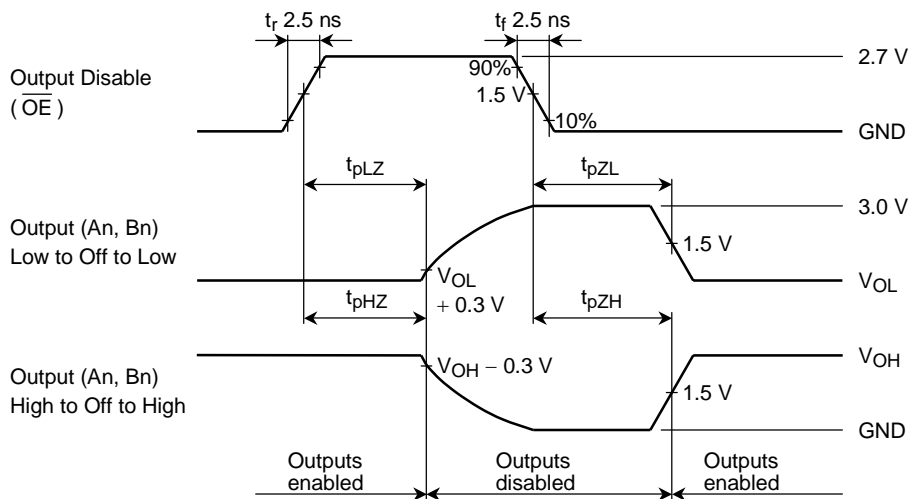 tr 2.5 ns
tf 2.5 ns
Output Disable
( OE )
90%
1.5 V
10%
2.7 V
GND
tpLZ
tpZL
Output (An, Bn)
Low to Off to Low
3.0 V
1.5 V
VOL
+ 0.3 V
VOL
tpHZ
tpZH
Output (An, Bn)
High to Off to High
VOH − 0.3 V
VOH
1.5 V
GND
Outputs
enabled
Outputs
disabled
Outputs
enabled